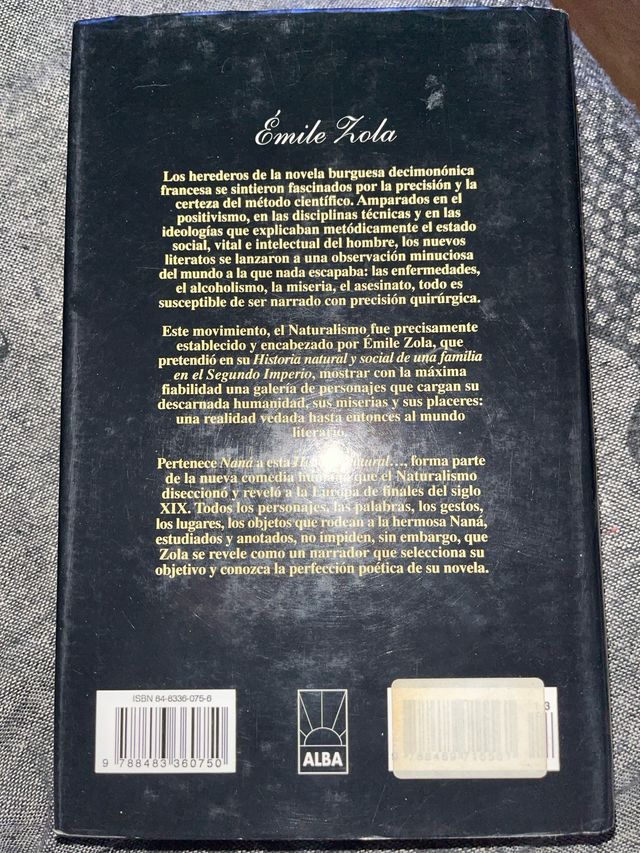 Émile Zola
Los herederos de la novela burguesa decimonónica
francesa se sintieron fascinados por la precisión y la
certeza del método científico. Amparados en el
positivismo, en las disciplinas técnicas y en las
ideologías que explicaban metódicamente el estado
social, vital e intelectual del hombre, los nuevos
literatos se lanzaron a una observación minuciosa
del mundo a la que nada escapaba: las enfermedades,
el alcoholismo, la miseria, el asesinato, todo es
susceptible de ser narrado con precisión quirúrgica.
Este movimiento, el Naturalismo fue precisamente
establecido y encabezado por Émile Zola, que
pretendió en su Historia natural y social de una familia
en el Segundo Imperio, mostrar con la máxima
fiabilidad una galería de personajes que cargan su
descarnada humanidad, sus miserias y sus placeres:
una realidad vedada hasta entonces al mundo
literario.
Pertenece Naná a esta natural..., forma parte
de la nueva comedia que el Naturalismo
diseccionó y reveló a la Europa de finales del siglo
XIX. Todos los personajes, las palabras, los gestos,
los lugares, los objetos que rodean a la hermosa Naná,
estudiados y anotados, no impiden, sin embargo, que
Zola se revele como un narrador que selecciona su
objetivo y conozca la perfección poética de su novela.
ISBN 84-8336-075-6
9 788483 360750
ALBA